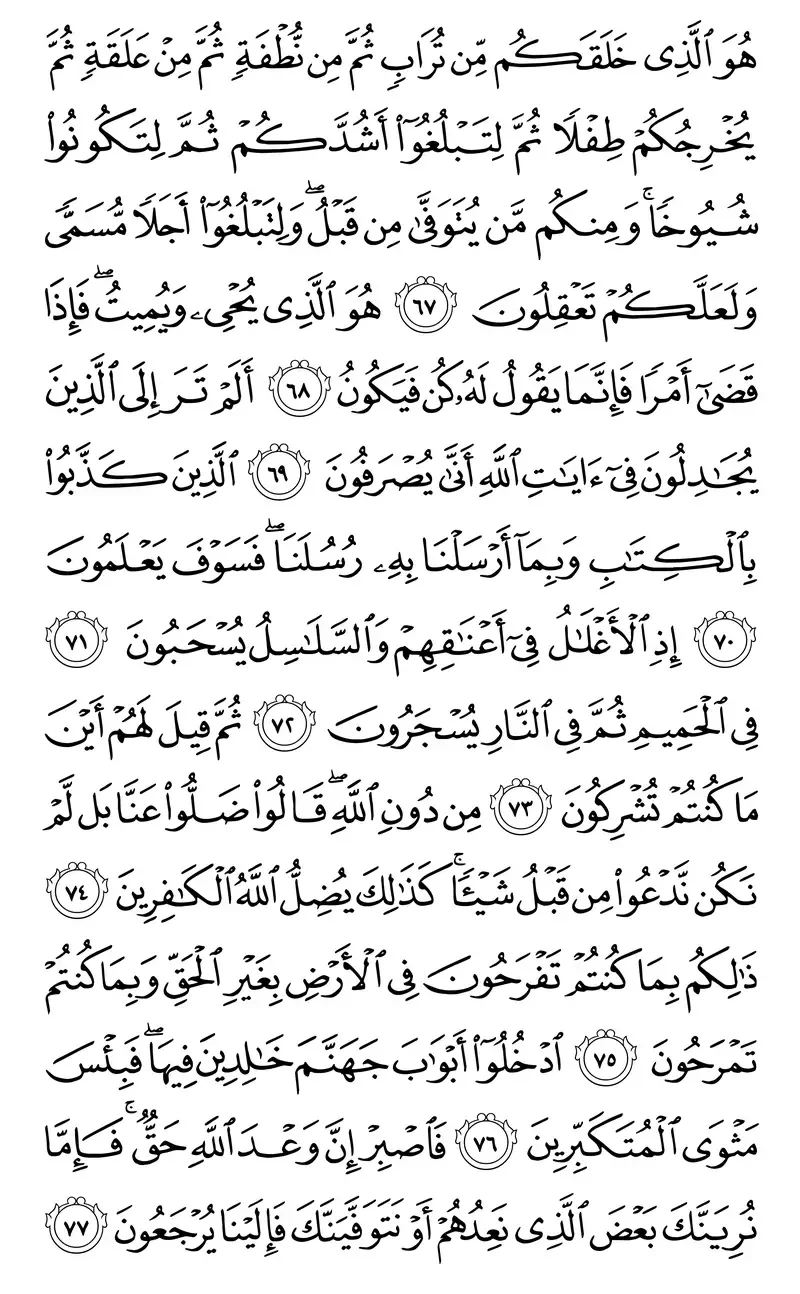 هُوَ ٱلَّذِى خَلَقَكُم مِّن تُرَابٍ ثُمَّ مِن نُّطْفَةٍ ثُمَّ مِنْ عَلَقَةٍ ثُمَّ
يُخْرِجُكُمْ طِفْلًا ثُمَّ لِتَبْلُغُوٓا۟ أَشُدَّكُمْ ثُمَّ لِتَكُونُوا۟
شُيُوخًا ۚ وَمِنكُم مَّن يُتَوَفَّىٰ مِن قَبْلُ ۖ وَلِتَبْلُغُوٓا۟ أَجَلًا مُّسَمًّى
وَلَعَلَّكُمْ تَعْقِلُونَ ٦٧ هُوَ ٱلَّذِى يُحْىِۦ وَيُمِيتُ ۖ فَإِذَا
قَضَىٰٓ أَمْرًا فَإِنَّمَا يَقُولُ لَهُۥ كُن فَيَكُونُ ٦٨ أَلَمْ تَرَ إِلَى ٱلَّذِينَ
يُجَـٰدِلُونَ فِىٓ ءَايَـٰتِ ٱللَّهِ أَنَّىٰ يُصْرَفُونَ ٦٩ ٱلَّذِينَ كَذَّبُوا۟
بِٱلْكِتَـٰبِ وَبِمَآ أَرْسَلْنَا بِهِۦ رُسُلَنَا ۖ فَسَوْفَ يَعْلَمُونَ
٧٠ إِذِ ٱلْأَغْلَـٰلُ فِىٓ أَعْنَـٰقِهِمْ وَٱلسَّلَـٰسِلُ يُسْحَبُونَ ٧١
فِى ٱلْحَمِيمِ ثُمَّ فِى ٱلنَّارِ يُسْجَرُونَ ٧٢ ثُمَّ قِيلَ لَهُمْ أَيْنَ
مَا كُنتُمْ تُشْرِكُونَ ٧٣ مِن دُونِ ٱللَّهِ ۖ قَالُوا۟ ضَلُّوا۟ عَنَّا بَل لَّمْ
نَكُن نَّدْعُوا۟ مِن قَبْلُ شَيْـًٔا ۚ كَذَٰلِكَ يُضِلُّ ٱللَّهُ ٱلْكَـٰفِرِينَ ٧٤
ذَٰلِكُم بِمَا كُنتُمْ تَفْرَحُونَ فِى ٱلْأَرْضِ بِغَيْرِ ٱلْحَقِّ وَبِمَا كُنتُمْ
تَمْرَحُونَ ٧٥ ٱدْخُلُوٓا۟ أَبْوَٰبَ جَهَنَّمَ خَـٰلِدِينَ فِيهَا ۖ فَبِئْسَ
مَثْوَى ٱلْمُتَكَبِّرِينَ ٧٦ فَٱصْبِرْ إِنَّ وَعْدَ ٱللَّهِ حَقٌّ ۚ فَإِمَّا
نُرِيَنَّكَ بَعْضَ ٱلَّذِى نَعِدُهُمْ أَوْ نَتَوَفَّيَنَّكَ فَإِلَيْنَا يُرْجَعُونَ ٧٧